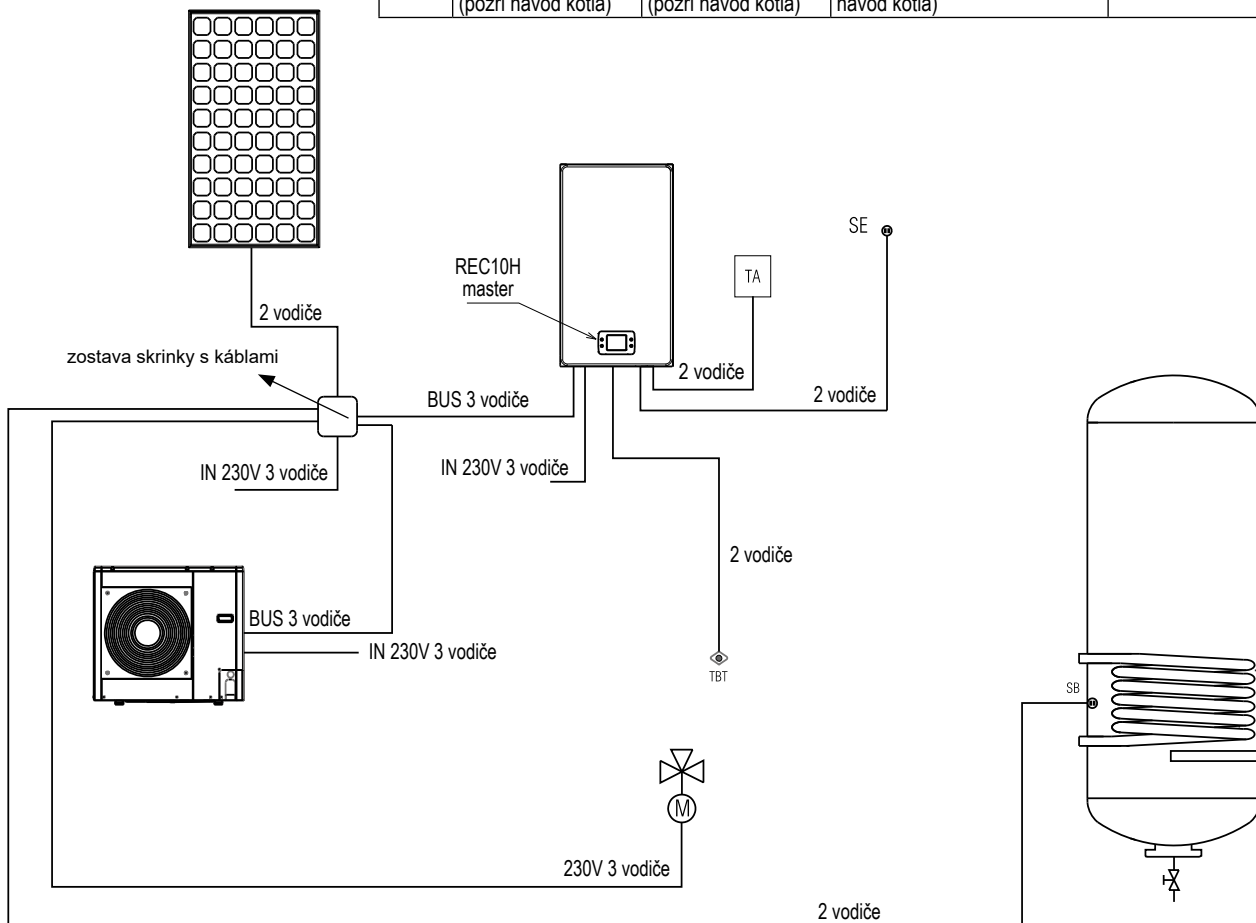 (pozri návod kotla)
(pozri návod kotla)
návod kotla)
SE
REC10H
master
TA
2 vodiče
zostava skrinky s káblami
2 vodiče
2 vodiče
BUS 3 vodiče
IN 230V 3 vodiče
IN 230V 3 vodiče
2 vodiče
BUS 3 vodiče
IN 230V 3 vodiče
TBT
SB
M
230V 3 vodiče
2 vodiče